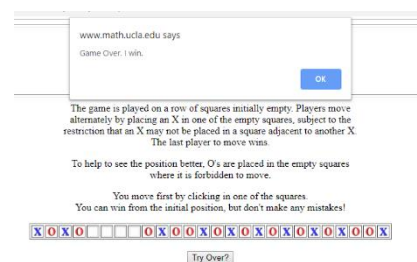 www.math.ucla.edu says
Game Over. I win.
OK
The game is played on a row of squares initially empty. Players move
alternately by placing an X in one of the empty squares, subject to the
restriction that an X may not be placed in a square adjacent to another X.
The last player to move wins.
To help to see the position better, O's are placed in the empty squares
where it is forbidden to move.
You move first by clicking in one of the squares.
You can win from the initial position, but don't make any mistakes!
X O X O O X O O X O X O X O X O X O X O O X
Try Over?